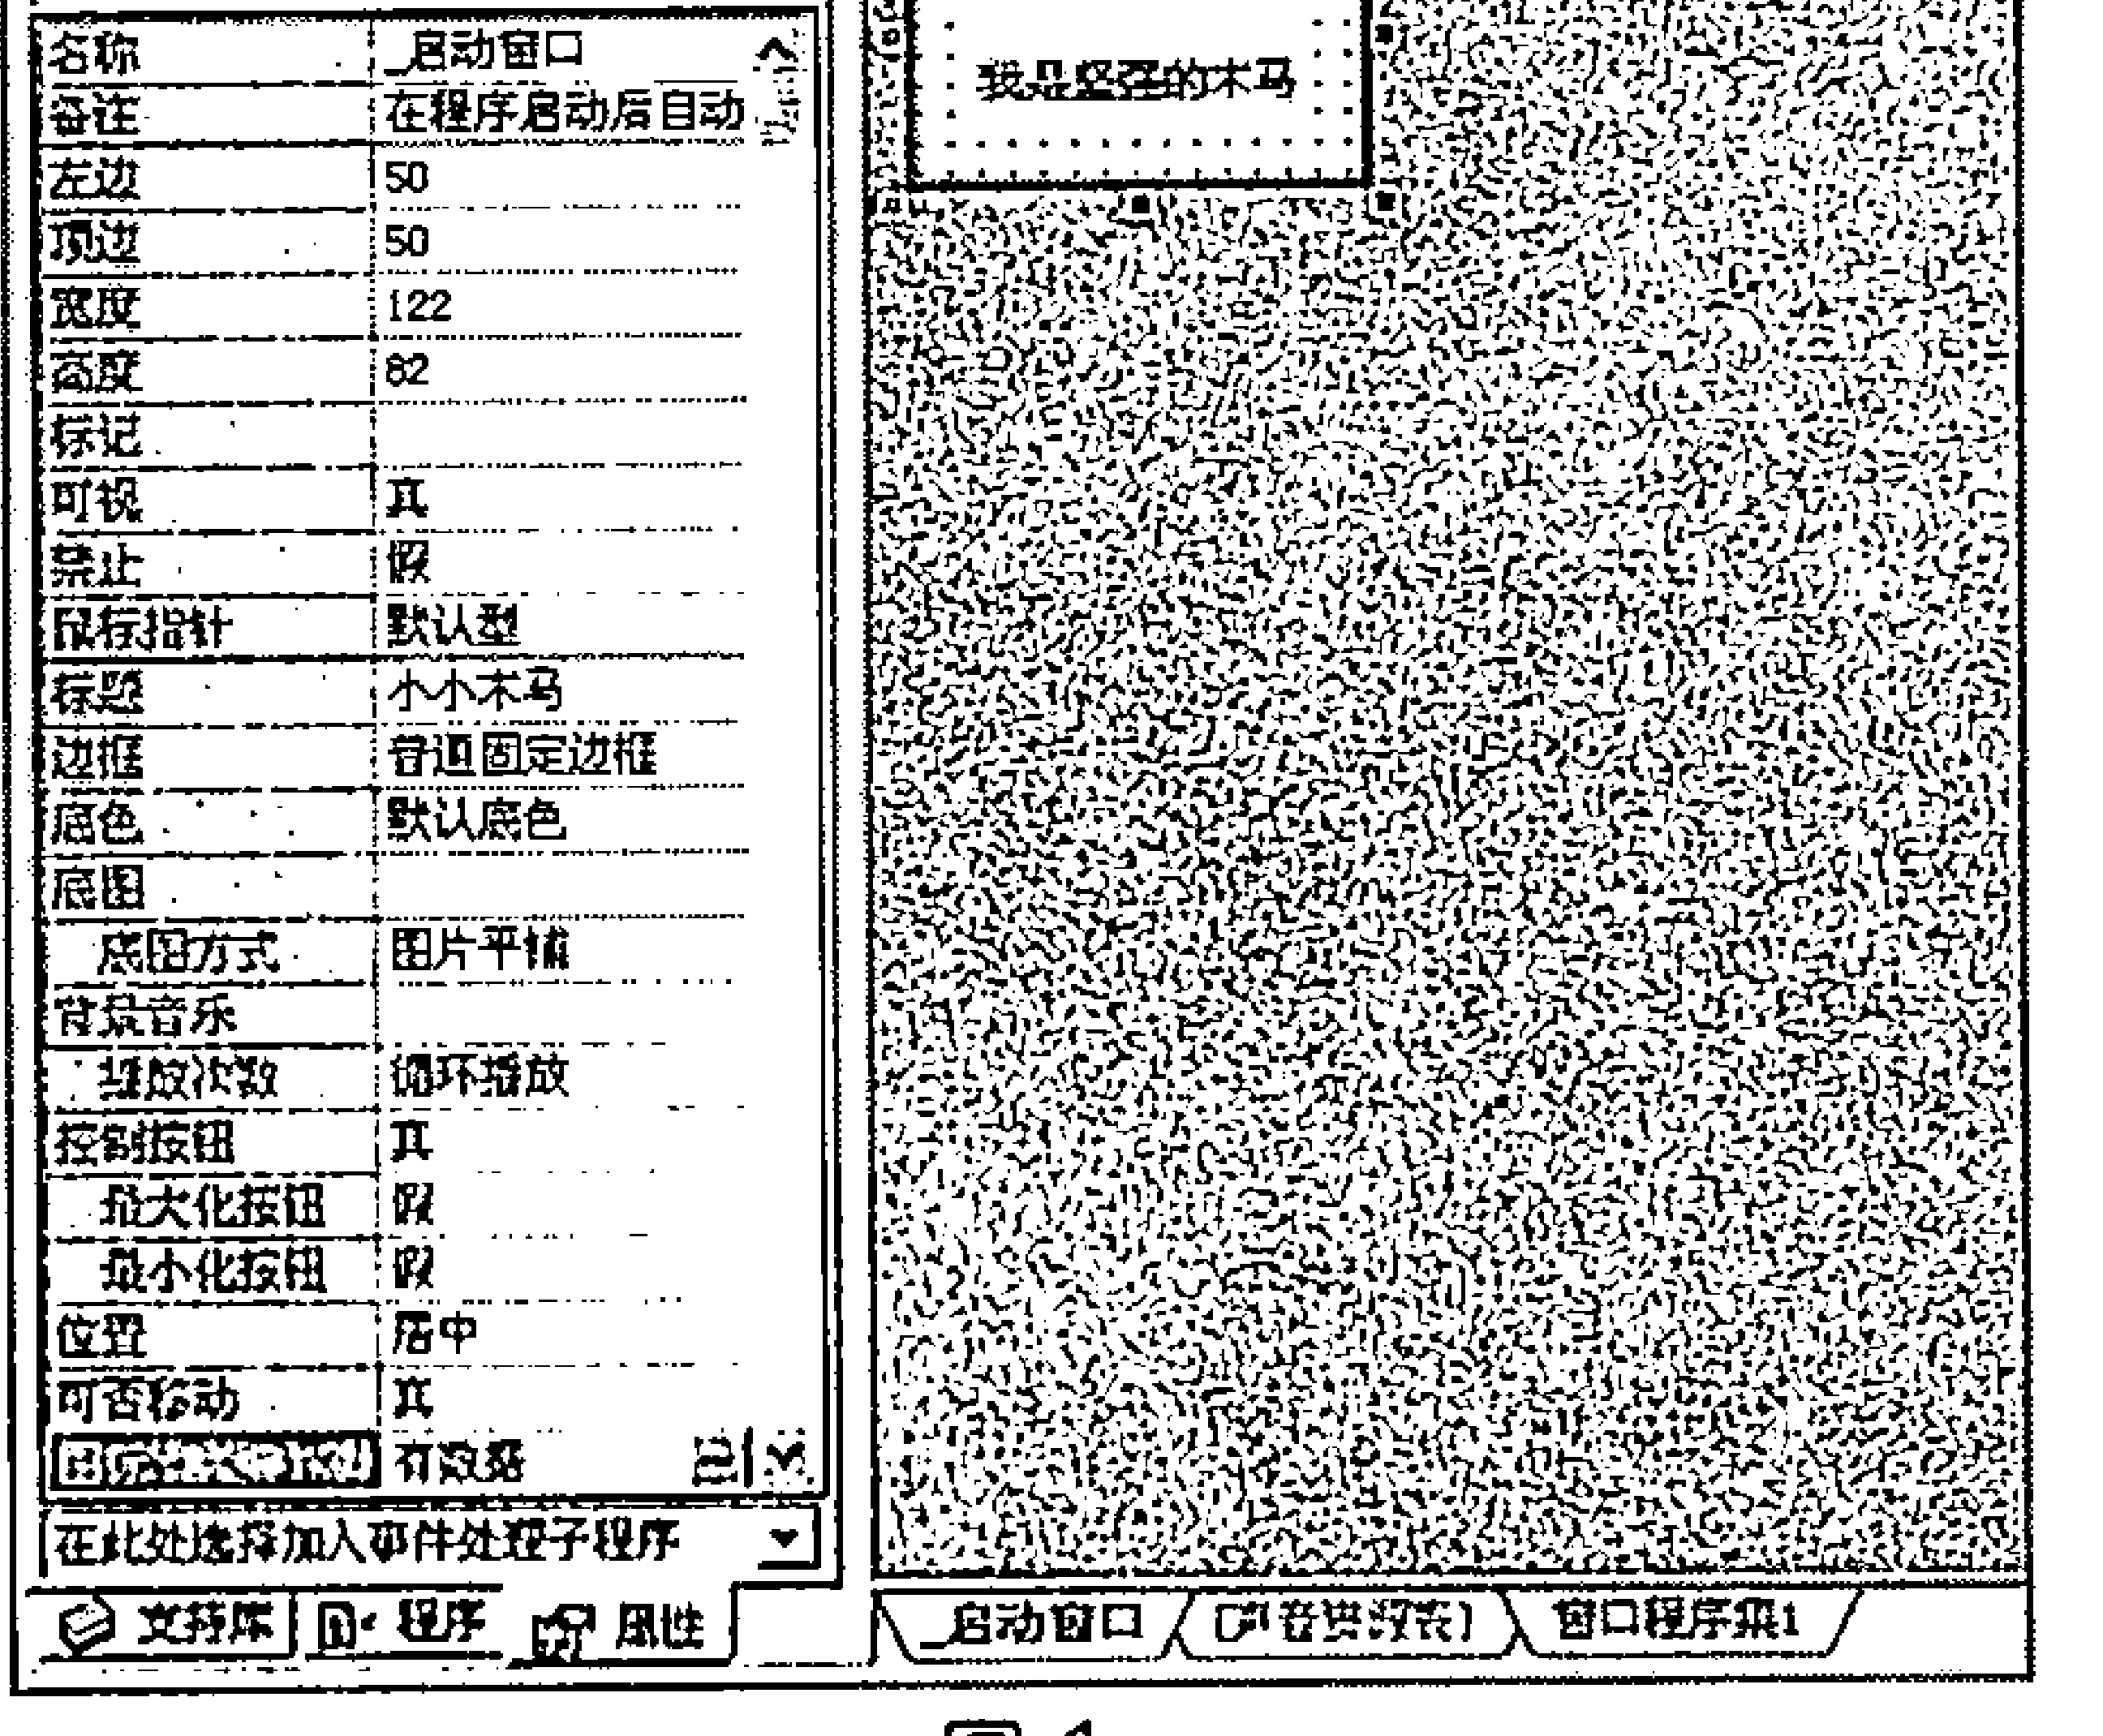 名称 _启动窗口
备注 在程序启动后自动
左边 50
顶边 50
宽度 122
高度 82
标记
可视 真
禁止 假
鼠标指针 默认型
标题 小小木马
边框 普通固定边框
底色 默认底色
底图
底图方式 图片平铺
背景音乐
播放次数 循环播放
控制按钮 真
最大化按钮 假
最小化按钮 假
位置 居中
可否移动 真
在此处选择加入事件处理子程序
支持库 程序 属性
我是坚强的木马
_启动窗口 窗口程序集1